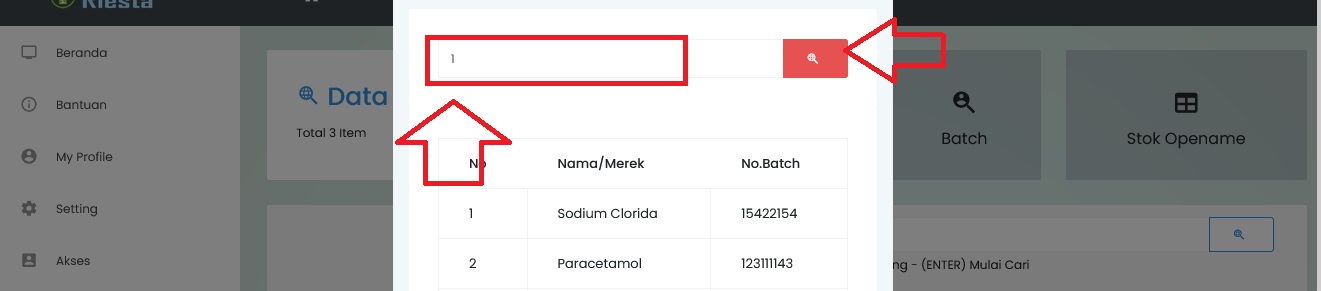 Riesta
Beranda
Bantuan
My Profile
Setting
Akses
Data
Total 3 Item
1
No Nama/Merek No.Batch
1 Sodium Clorida 15422154
2 Paracetamol 123111143
Batch
Stok Opename
ng - (ENTER) Mulai Cari